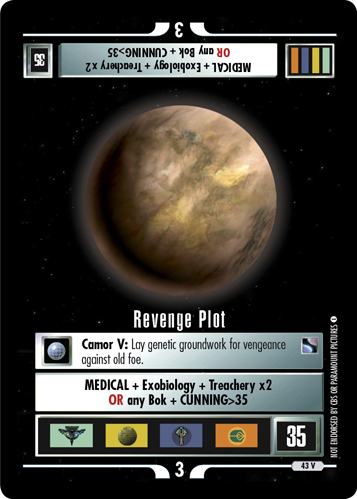 3
MEDICAL + Exobiology + Treachery x2
OR any Bok + CUNNING>35
35
Revenge Plot
Camor V: Lay genetic groundwork for vengeance
against old foe.
MEDICAL + Exobiology + Treachery x2
OR any Bok + CUNNING>35
35
3
43 V
NOT ENDORSED BY CBS OR PARAMOUNT PICTURES